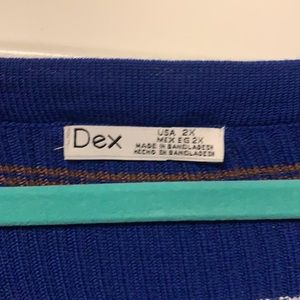 Dex
USA 2X
MEX EG 2X
MADE IN BANGLADESH
HECHO EN BANGLADESH